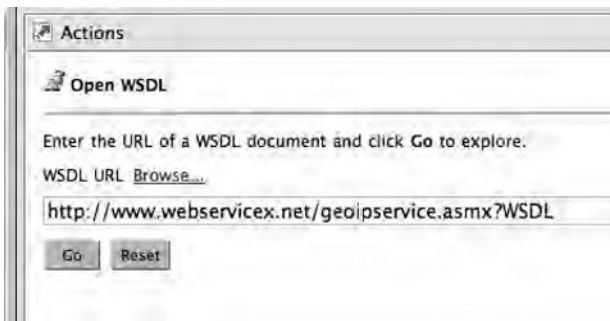 Actions
Open WSDL
Enter the URL of a WSDL document and click Go to explore.
WSDL URL Browse...
http://www.webservicex.net/geoipservice.asmx?WSDL
Go Reset